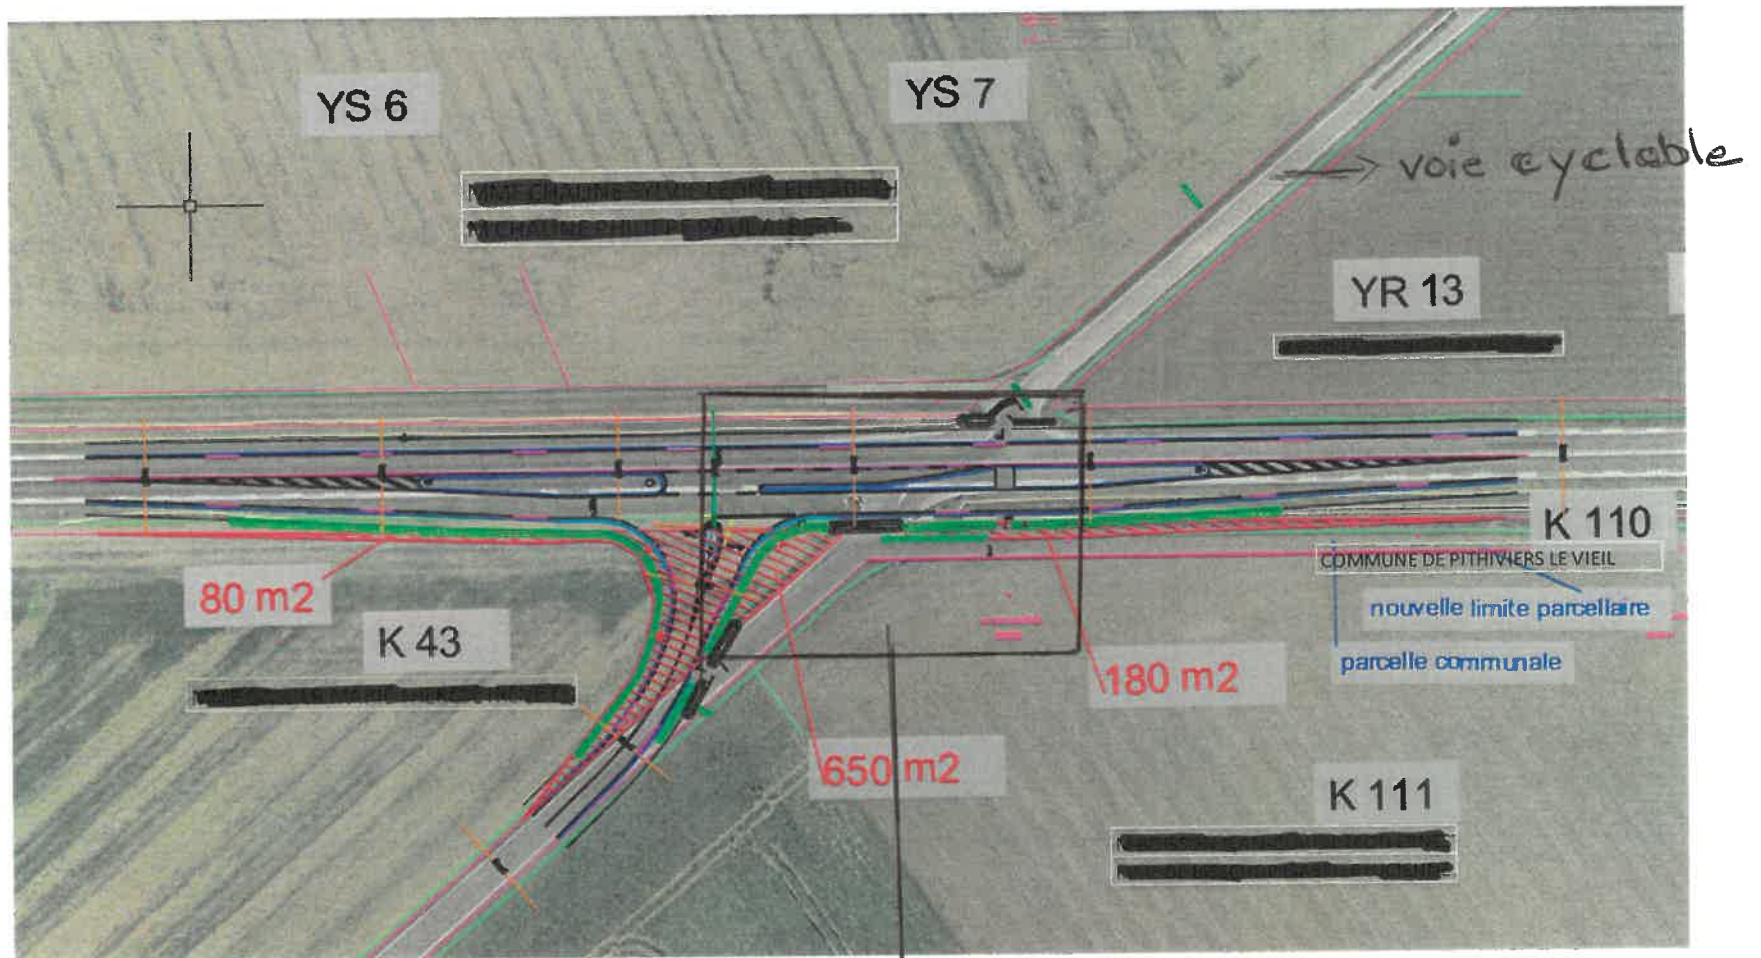 YS 6
YS 7
voie cyclable
YR 13
K 110
COMMUNE DE PITHIVIERS LE VIEIL
80 m2
nouvelle limite parcellaire
K 43
parcelle communale
180 m2
650 m2
K 111